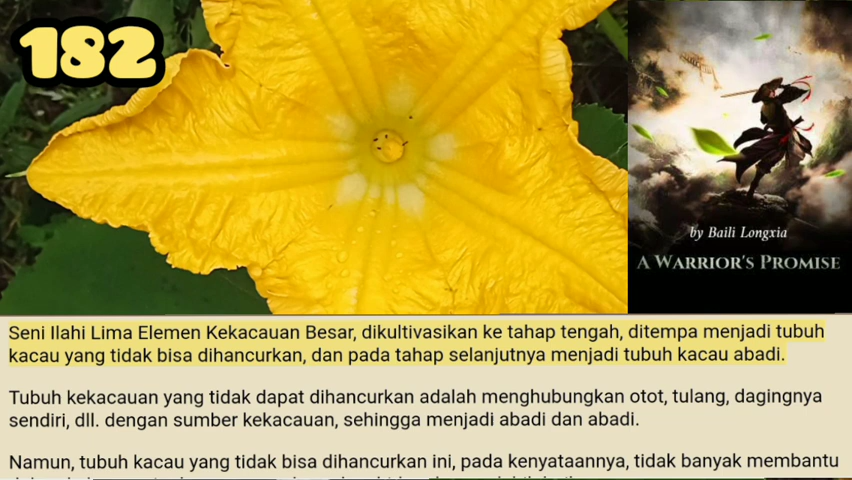 182
by Baili Longxia
A WARRIOR'S PROMISE
Seni Ilahi Lima Elemen Kekacauan Besar, dikultivasikan ke tahap tengah, ditempa menjadi tubuh
kacau yang tidak bisa dihancurkan, dan pada tahap selanjutnya menjadi tubuh kacau abadi.
Tubuh kekacauan yang tidak dapat dihancurkan adalah menghubungkan otot, tulang, dagingnya
sendiri, dll. dengan sumber kekacauan, sehingga menjadi abadi dan abadi.
Namun, tubuh kacau yang tidak bisa dihancurkan ini, pada kenyataannya, tidak banyak membantu